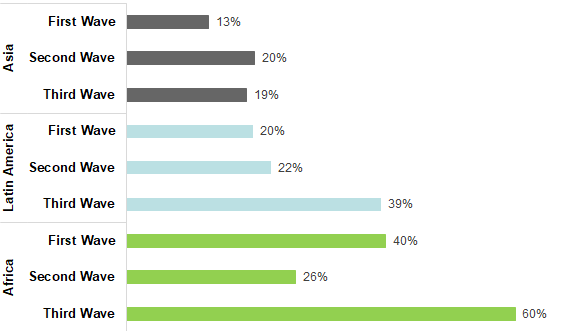 Asia
First Wave 13%
Second Wave 20%
Third Wave 19%
Latin America
First Wave 20%
Second Wave 22%
Third Wave 39%
Africa
First Wave 40%
Second Wave 26%
Third Wave 60%